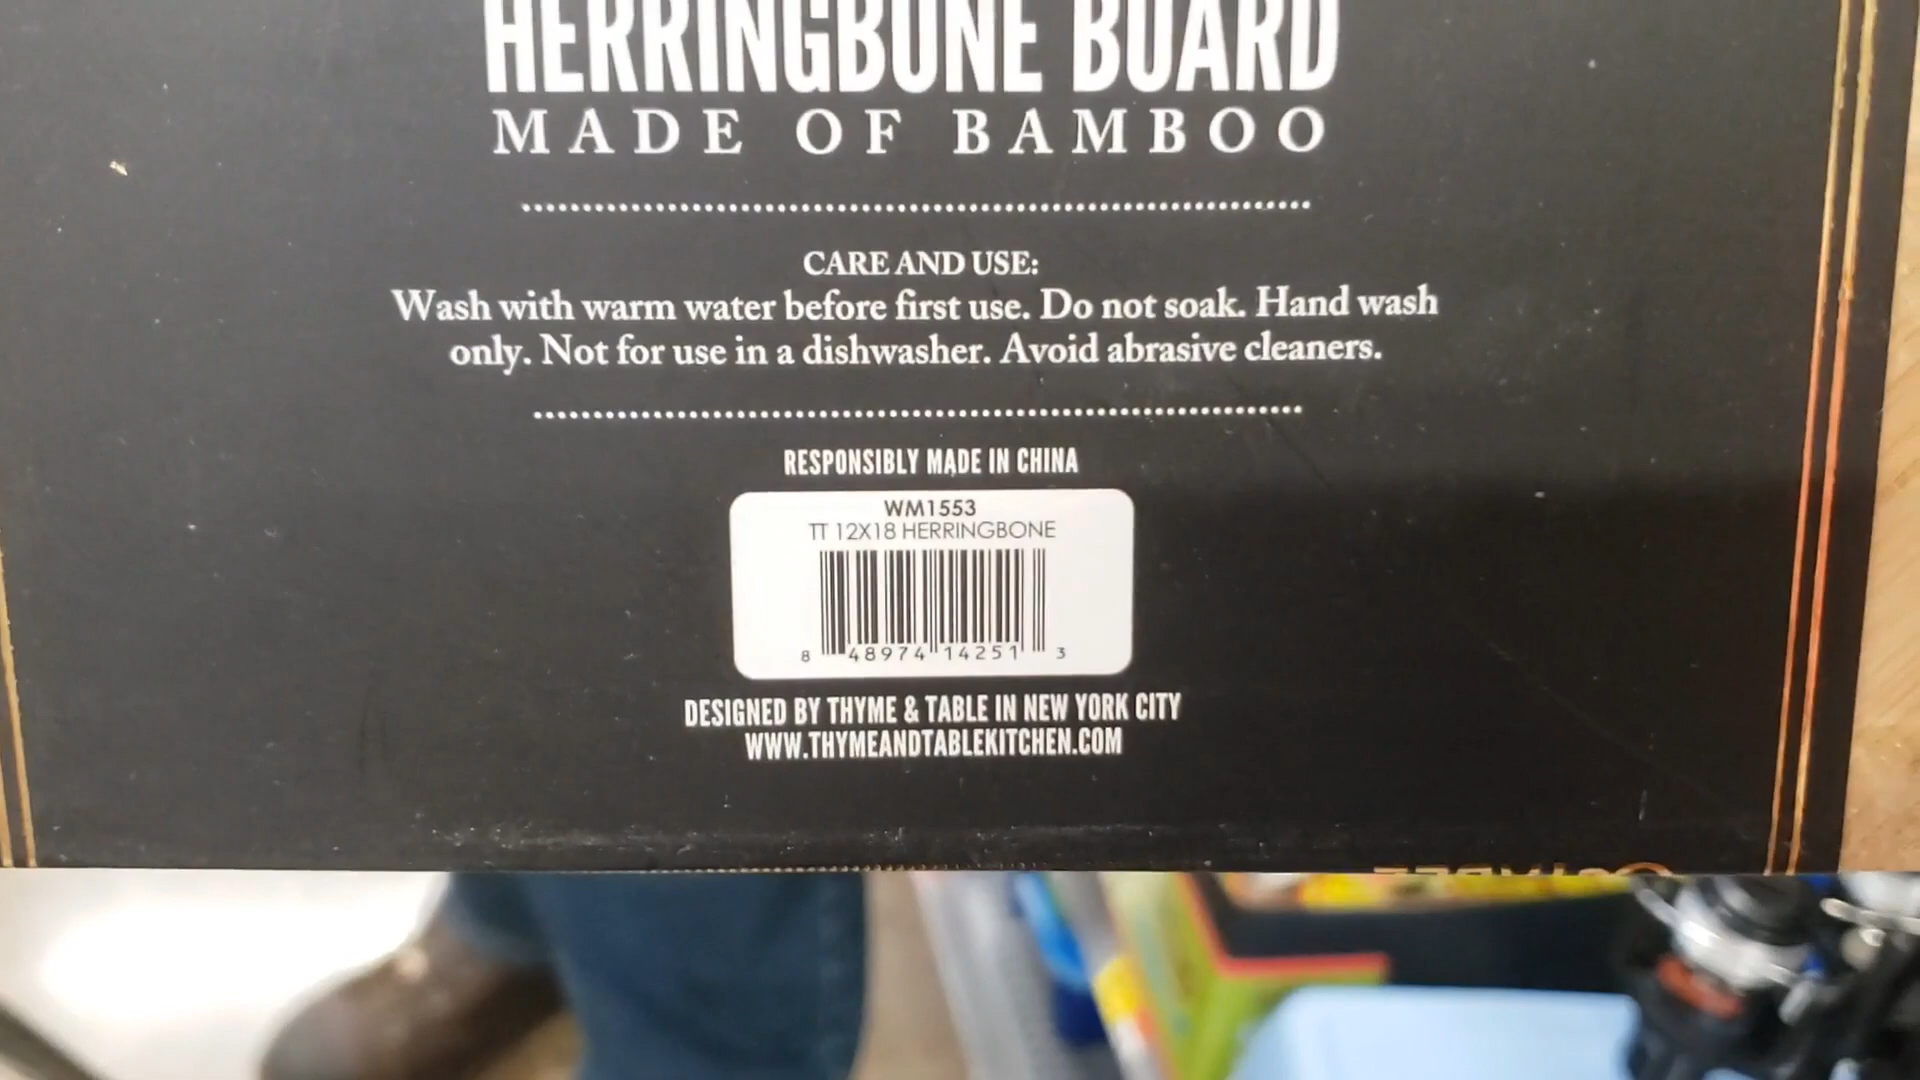 HERRINGBONE BOARD
MADE OF BAMBOO
CARE AND USE:
Wash with warm water before first use. Do not soak. Hand wash
only. Not for use in a dishwasher. Avoid abrasive cleaners.
RESPONSIBLY MADE IN CHINA
WM1553
TT 12X18 HERRINGBONE
8 48974 14251 3
DESIGNED BY THYME & TABLE IN NEW YORK CITY
WWW.THYMEANDTABLEKITCHEN.COM